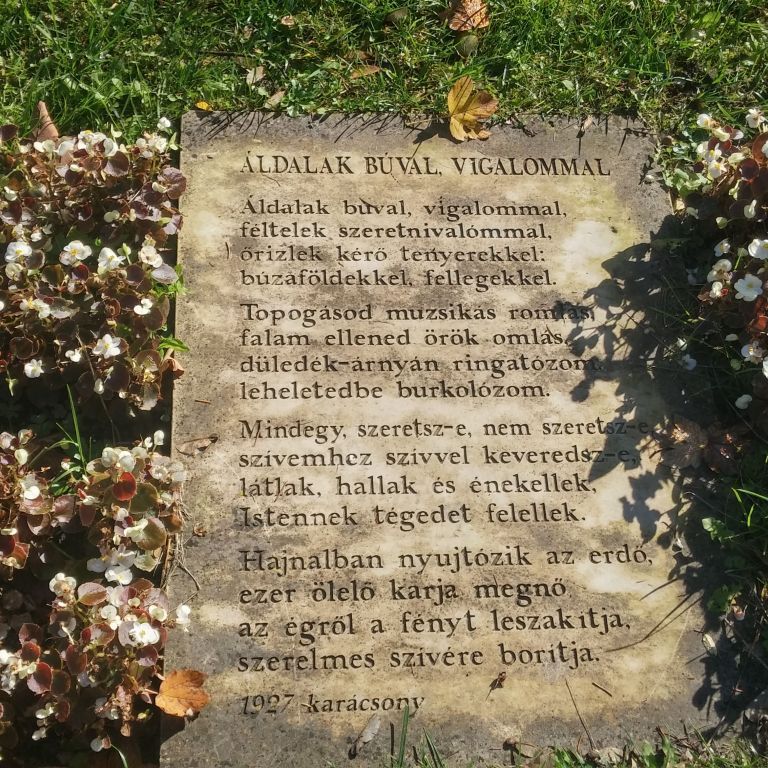 ÁLDALAK BÚVAL, VIGALOMMAL
Áldalak búval, vigalommal,
féltelek szeretnivalómmal,
őrizlek kérő tenyerekkel:
búzaföldekkel, fellegekkel.
Topogásod muzsikás romlás,
falam ellened örök omlás,
düledék-árnyán ringatózom,
leheletedbe burkolózom.
Mindegy, szeretsz-e, nem szeretsz-e
szívemhez szívvel keveredsz-e,
látlak, hallak és énekellek,
Istennek tégedet felellek.
Hajnalban nyujtózik az erdő,
ezer ölelő karja megnő
az égről a fényt leszakítja,
szerelmes szívére borítja.
1927 karácsony